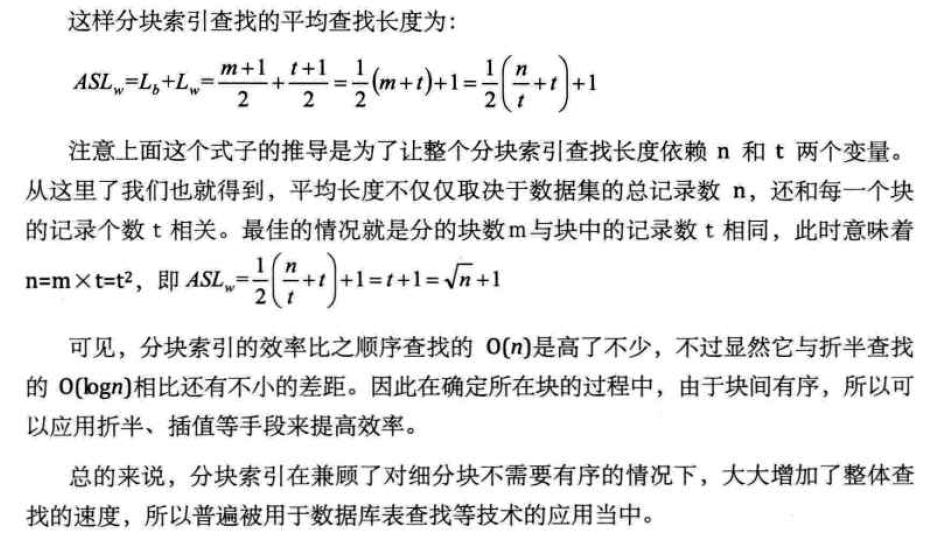 这样分块索引查找的平均查找长度为：
ASL_w=L_b+L_w=\frac{m+1}{2}+\frac{t+1}{2}=\frac{1}{2}(m+t)+1=\frac{1}{2}\left(\frac{n}{t}+t\right)+1
注意上面这个式子的推导是为了让整个分块索引查找长度依赖 n 和 t 两个变量。
从这里了我们也就得到，平均长度不仅仅取决于数据集的总记录数 n，还和每一个块
的记录个数 t 相关。最佳的情况就是分的块数 m 与块中的记录数 t 相同，此时意味着
n=m×t=t²，即 ASL_w=\frac{1}{2}\left(\frac{n}{t}+t\right)+1=t+1=\sqrt{n}+1
可见，分块索引的效率比之顺序查找的 O(n)是高了不少，不过显然它与折半查找
的 O(logn)相比还有不小的差距。因此在确定所在块的过程中，由于块间有序，所以可
以应用折半、插值等手段来提高效率。
总的来说，分块索引在兼顾了对细分块不需要有序的情况下，大大增加了整体查
找的速度，所以普遍被用于数据库表查找等技术的应用当中。